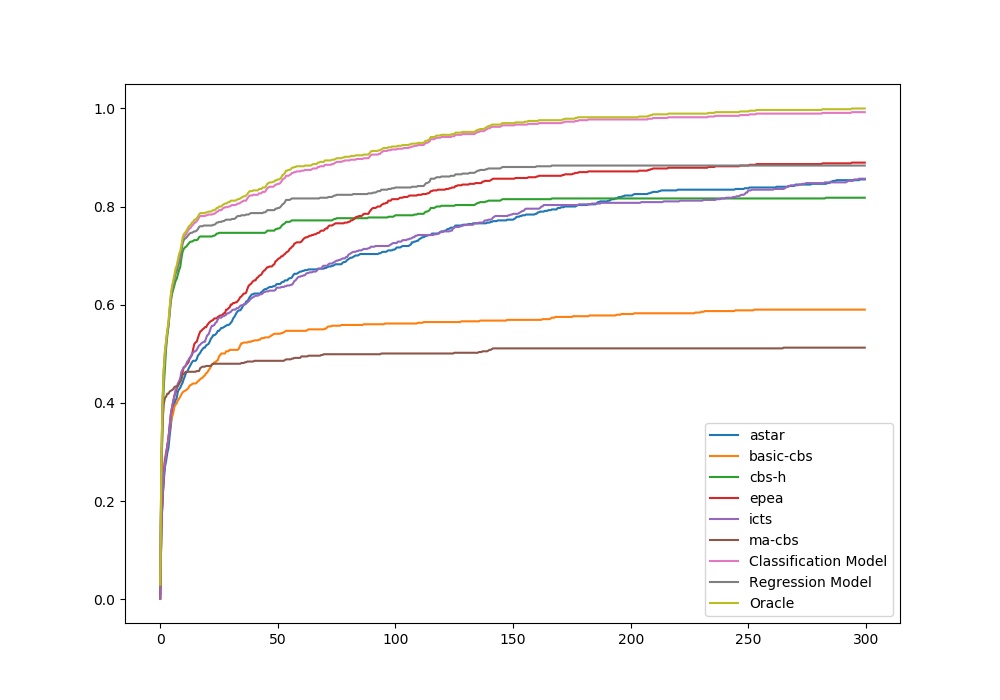 1.0
0.8
0.6
0.4
0.2
0.0
0 50 100 150 200 250 300
astar
basic-cbs
cbs-h
epea
icts
ma-cbs
Classification Model
Regression Model
Oracle